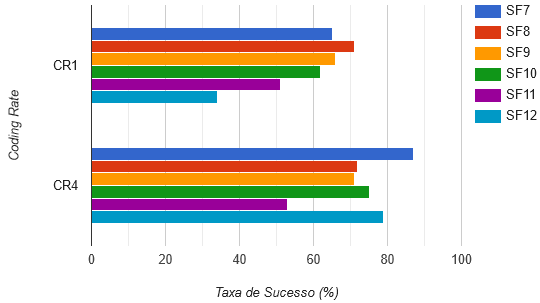 SF7
SF8
SF9
SF10
SF11
SF12
Coding Rate
CR1
CR4
0 20 40 60 80 100
Taxa de Sucesso (%)